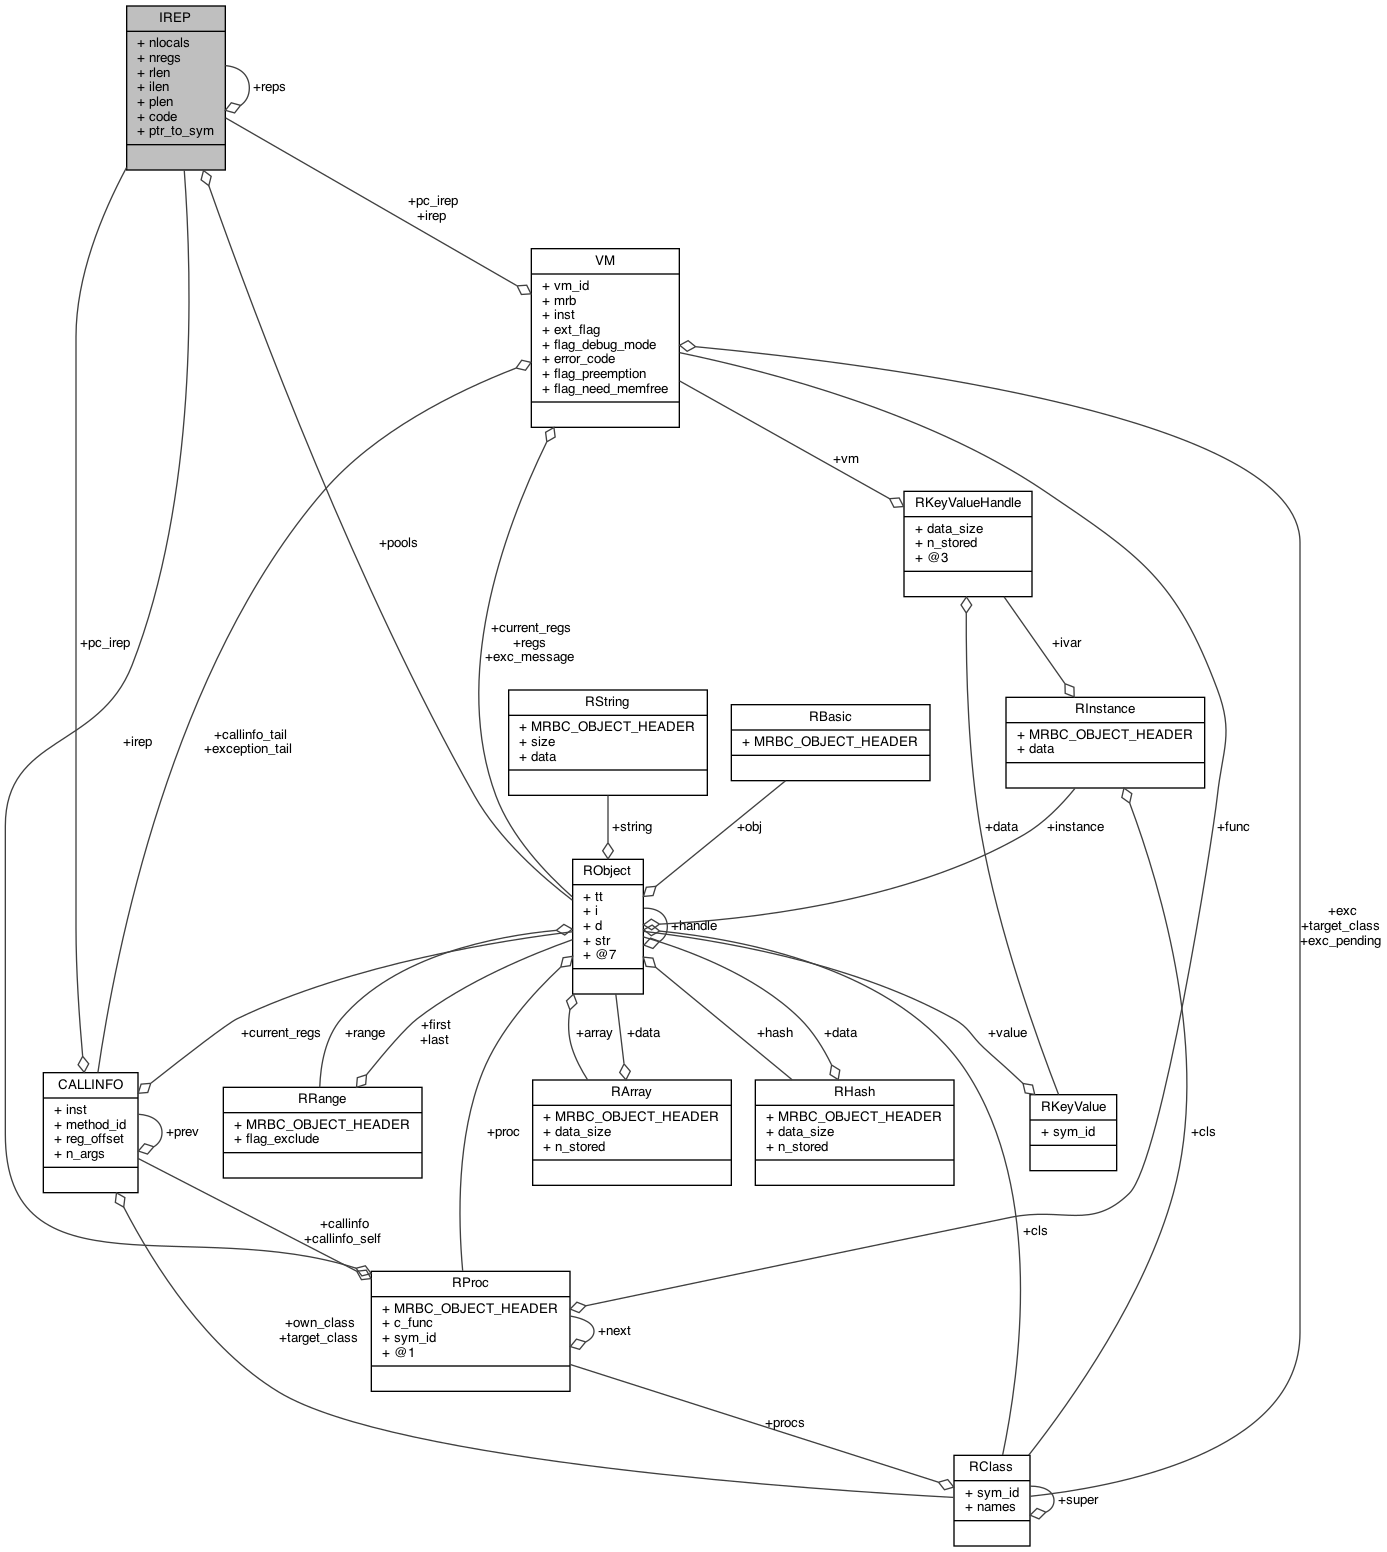 IREP
+ nlocals
+ nregs
+ rlen
+ ilen
+ plen
+ code
+ ptr_to_sym
+reps
+pc_irep
+irep
VM
+ vm_id
+ mrb
+ inst
+ ext_flag
+ flag_debug_mode
+ error_code
+ flag_preemption
+ flag_need_memfree
+vm
RKeyValueHandle
+ data_size
+ n_stored
+ @3
+pools
+current_regs
+regs
+exc_message
+pc_irep
+ivar
+irep
+callinfo_tail
+exception_tail
RString
+ MRBC_OBJECT_HEADER
+ size
+ data
RBasic
+ MRBC_OBJECT_HEADER
RInstance
+ MRBC_OBJECT_HEADER
+ data
+string
+obj
+data
+instance
+func
RObject
+ tt
+ i
+ d
+ str
+ @7
+handle
+exc
+target_class
+exc_pending
+current_regs
+range
+first
+last
+array
+data
+hash
+data
+value
CALLINFO
+ inst
+ method_id
+ reg_offset
+ n_args
+prev
RRange
+ MRBC_OBJECT_HEADER
+ flag_exclude
+proc
RArray
+ MRBC_OBJECT_HEADER
+ data_size
+ n_stored
RHash
+ MRBC_OBJECT_HEADER
+ data_size
+ n_stored
RKeyValue
+ sym_id
+cls
+callinfo
+callinfo_self
+cls
+own_class
+target_class
RProc
+ MRBC_OBJECT_HEADER
+ c_func
+ sym_id
+ @1
+next
+procs
RClass
+ sym_id
+ names
+super